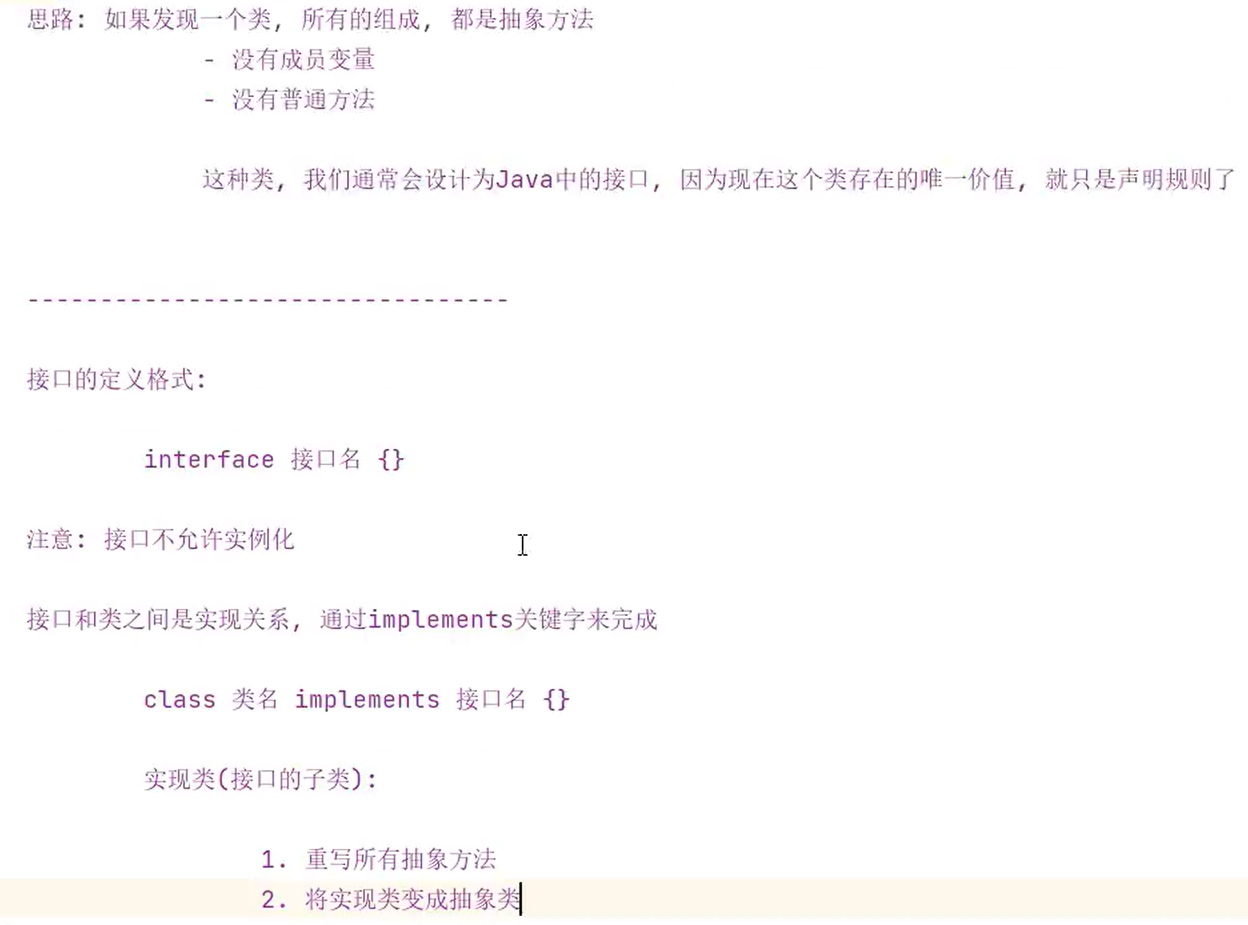 思路: 如果发现一个类, 所有的组成, 都是抽象方法
- 没有成员变量
- 没有普通方法
这种类, 我们通常会设计为Java中的接口, 因为现在这个类存在的唯一价值, 就只是声明规则了
---------------------------------
接口的定义格式:
interface 接口名 {}
注意: 接口不允许实例化
接口和类之间是实现关系, 通过implements关键字来完成
class 类名 implements 接口名 {}
实现类(接口的子类):
1. 重写所有抽象方法
2. 将实现类变成抽象类